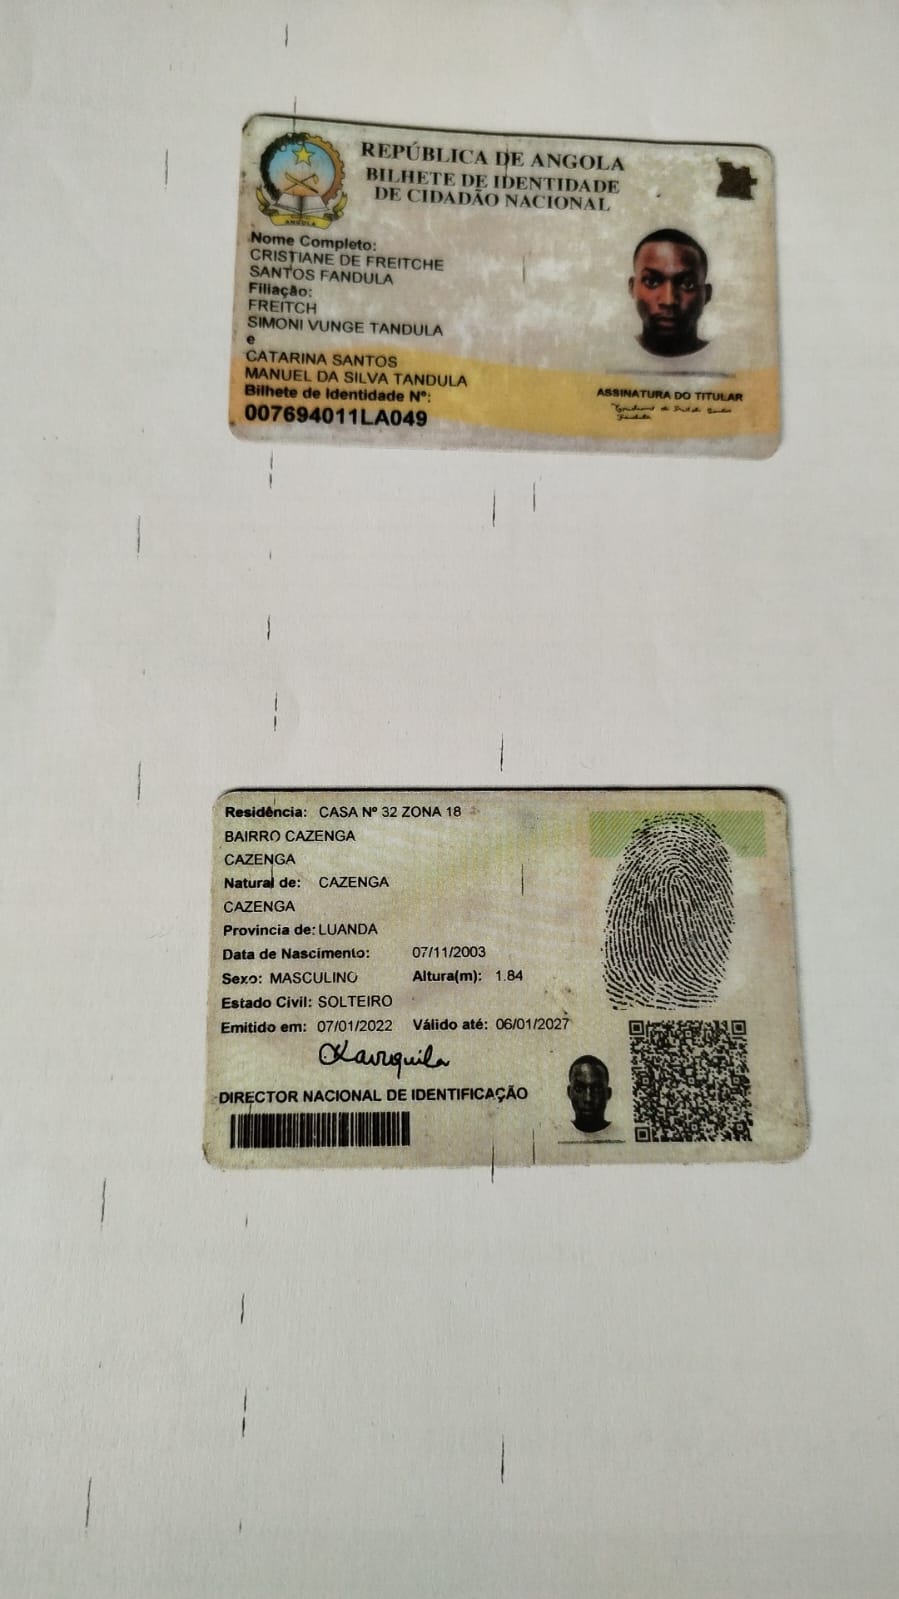 REPÚBLICA DE ANGOLA
BILHETE DE IDENTIDADE
DE CIDADÃO NACIONAL
ANGOLA
Nome Completo:
CRISTIANE DE FREITCHE
SANTOS FANDULA
Filiação:
FREITCH
SIMONI VUNGE TANDULA
e
CATARINA SANTOS
MANUEL DA SILVA TANDULA
Bilhete de Identidade Nº:
007694011LA049
ASSINATURA DO TITULAR
Residência: CASA Nº 32 ZONA 18
BAIRRO CAZENGA
CAZENGA
Natural de: CAZENGA
CAZENGA
Província de: LUANDA
Data de Nascimento: 07/11/2003
Sexo: MASCULINO Altura(m): 1.84
Estado Civil: SOLTEIRO
Emitido em: 07/01/2022 Válido até: 06/01/2027
DIRECTOR NACIONAL DE IDENTIFICAÇÃO